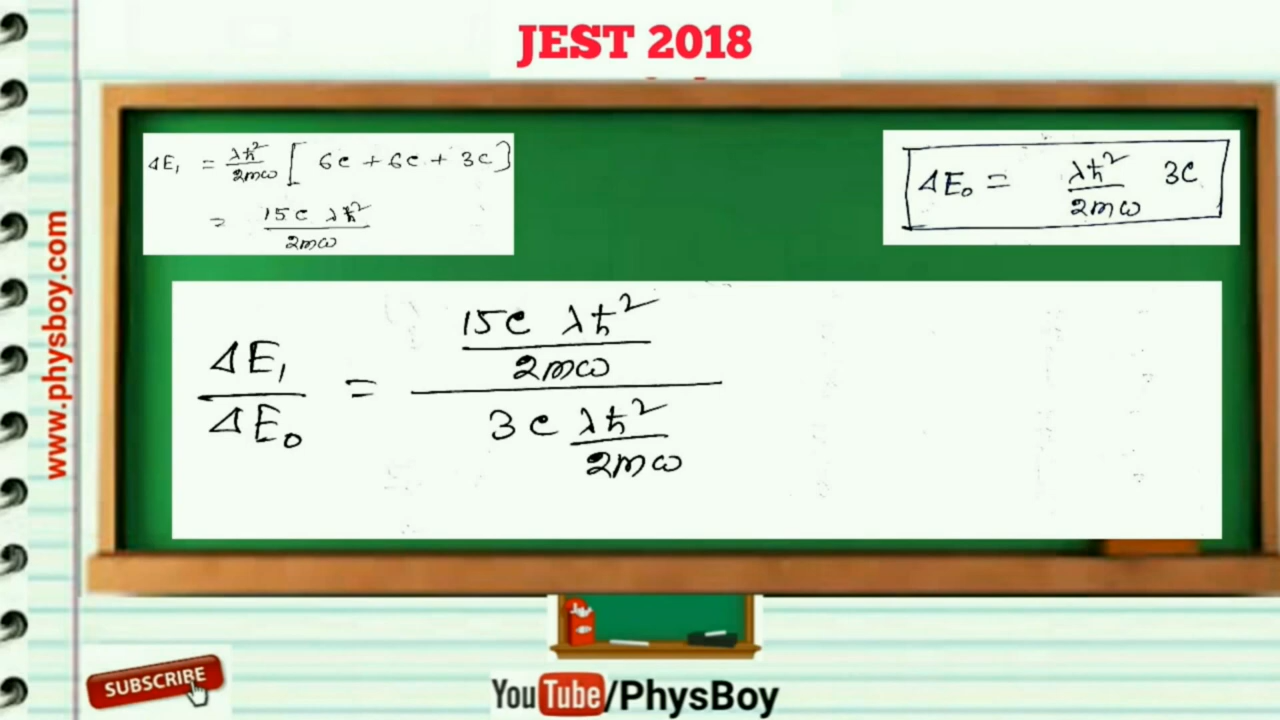 JEST 2018
ΔE₁ = λħ²/2mω [ 6c + 6c + 3c ]
= 15c λħ²/2mω
ΔE₀ = λħ²/2mω 3c
ΔE₁/ΔE₀ = (15c λħ²/2mω)/(3c λħ²/2mω)
www.physboy.com
SUBSCRIBE
YouTube/PhysBoy